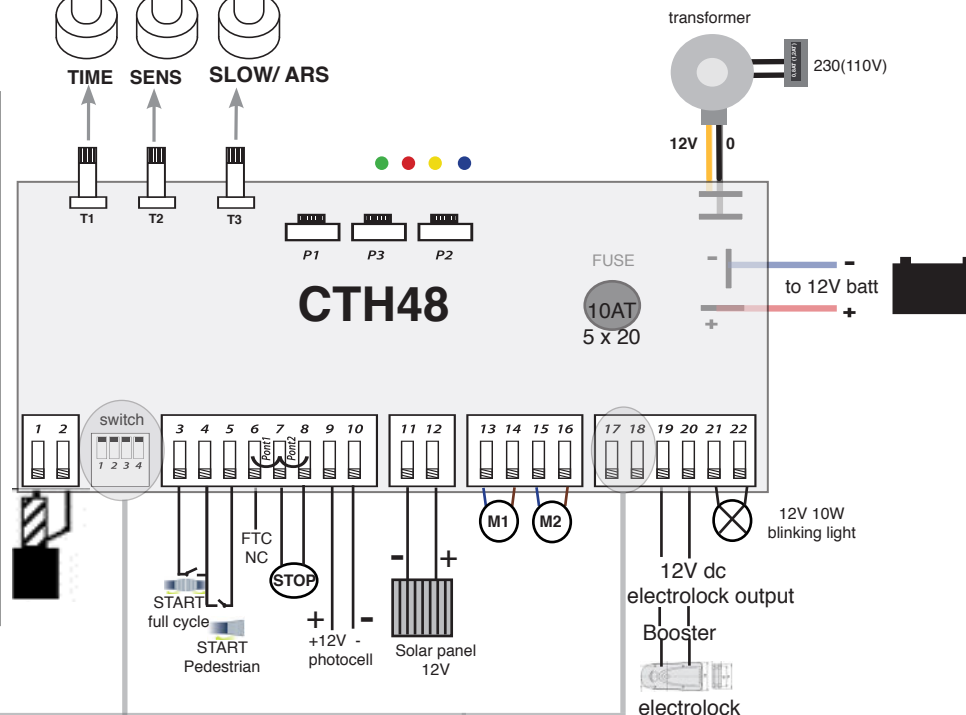 transformer
0,8AT (1,2AT)
230(110V)
TIME SENS SLOW/ ARS
12V 0
T1 T2 T3
P1 P3 P2
CTH48
FUSE
10AT
5 x 20
- -
to 12V batt
+ +
switch
1 2 3 4
1 2 3 4 5 6 7 8 9 10 11 12 13 14 15 16 17 18 19 20 21 22
Pont1 Pont2
M1 M2
FTC
NC
STOP
START
full cycle
START
Pedestrian
+ -
+12V -
photocell
- +
Solar panel
12V
12V 10W
blinking light
12V dc
electrolock output
Booster
electrolock